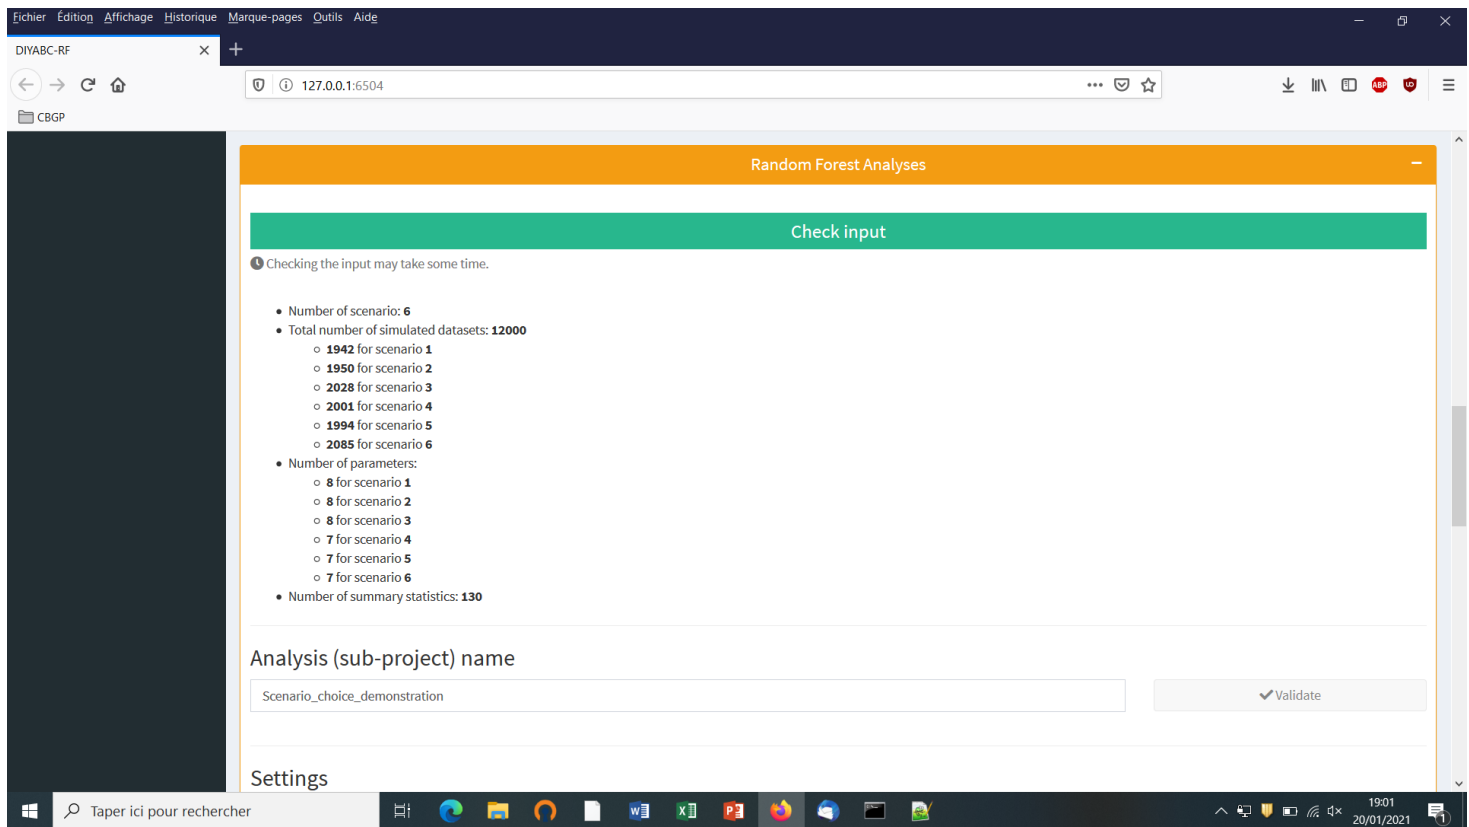 Fichier Édition Affichage Historique Marque-pages Outils Aide
DIYABC-RF
127.0.0.1:6504
ABP
CBGP
Random Forest Analyses
Check input
Checking the input may take some time.
• Number of scenario: 6
• Total number of simulated datasets: 12000
○ 1942 for scenario 1
○ 1950 for scenario 2
○ 2028 for scenario 3
○ 2001 for scenario 4
○ 1994 for scenario 5
○ 2085 for scenario 6
• Number of parameters:
○ 8 for scenario 1
○ 8 for scenario 2
○ 8 for scenario 3
○ 7 for scenario 4
○ 7 for scenario 5
○ 7 for scenario 6
• Number of summary statistics: 130
Analysis (sub-project) name
Scenario_choice_demonstration
Validate
Settings
Taper ici pour rechercher
19:01
20/01/2021
1